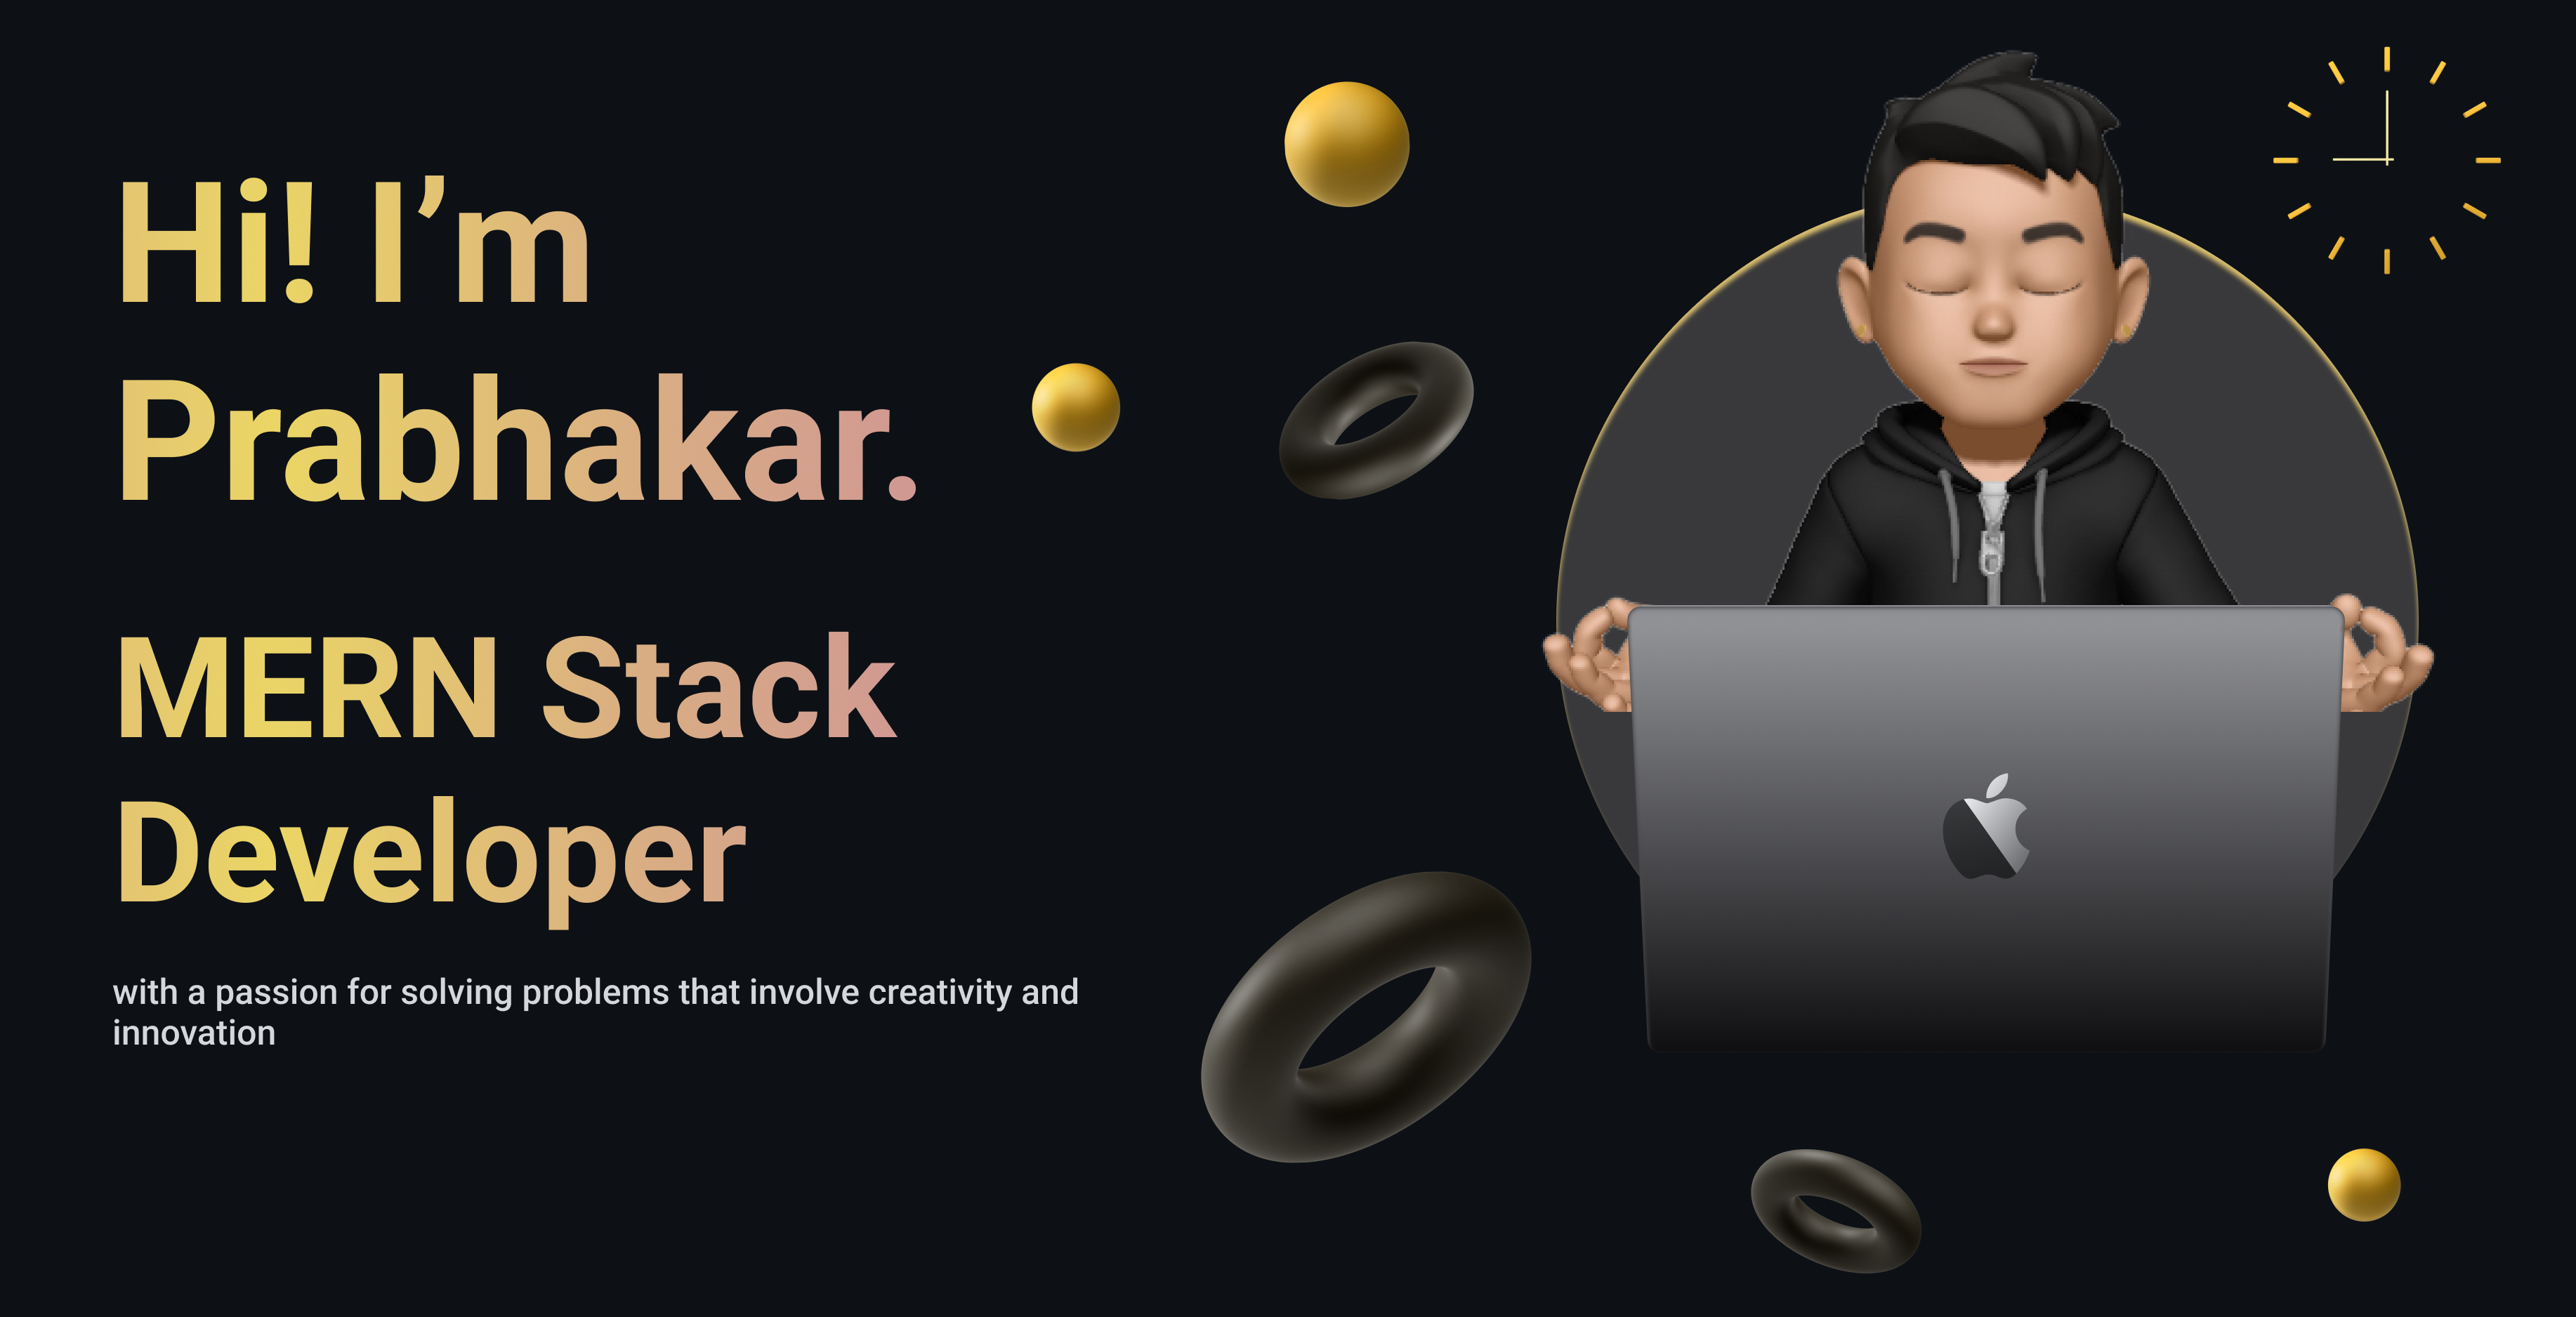 Hi! I’m
Prabhakar.
MERN Stack
Developer
with a passion for solving problems that involve creativity and
innovation